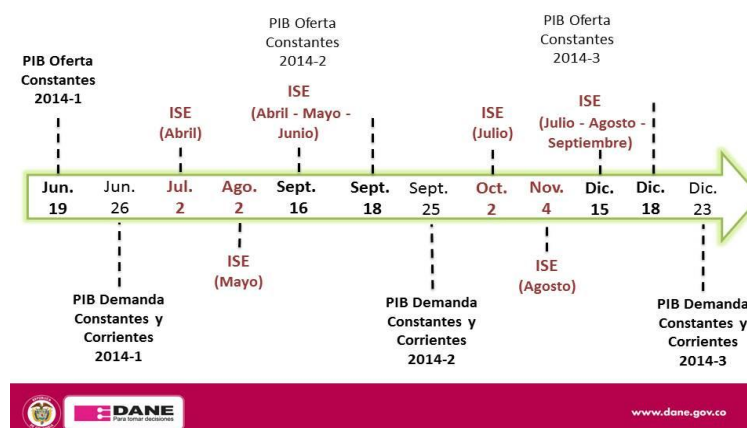 PIB Oferta
Constantes
2014-1
PIB Oferta
Constantes
2014-2
PIB Oferta
Constantes
2014-3
ISE
(Abril)
ISE
(Abril - Mayo -
Junio)
ISE
(Julio)
ISE
(Julio - Agosto -
Septiembre)
Jun. Jun. Jul. Ago. Sept. Sept. Sept. Oct. Nov. Dic. Dic. Dic.
19 26 2 2 16 18 25 2 4 15 18 23
ISE
(Mayo)
ISE
(Agosto)
PIB Demanda
Constantes y
Corrientes
2014-1
PIB Demanda
Constantes y
Corrientes
2014-2
PIB Demanda
Constantes y
Corrientes
2014-3
DANE
Para tomar decisiones
www.dane.gov.co